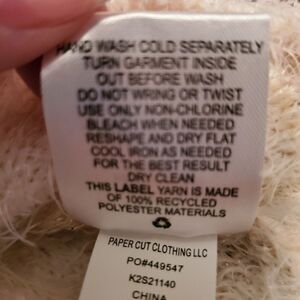 HAND WASH COLD SEPARATELY
TURN GARMENT INSIDE
OUT BEFORE WASH
DO NOT WRING OR TWIST
USE ONLY NON-CHLORINE
BLEACH WHEN NEEDED
RESHAPE AND DRY FLAT
COOL IRON AS NEEDED
FOR THE BEST RESULT
DRY CLEAN
THIS LABEL YARN IS MADE
OF 100% RECYCLED
POLYESTER MATERIALS
PAPER CUT CLOTHING LLC
PO#449547
K2S21140
CHINA